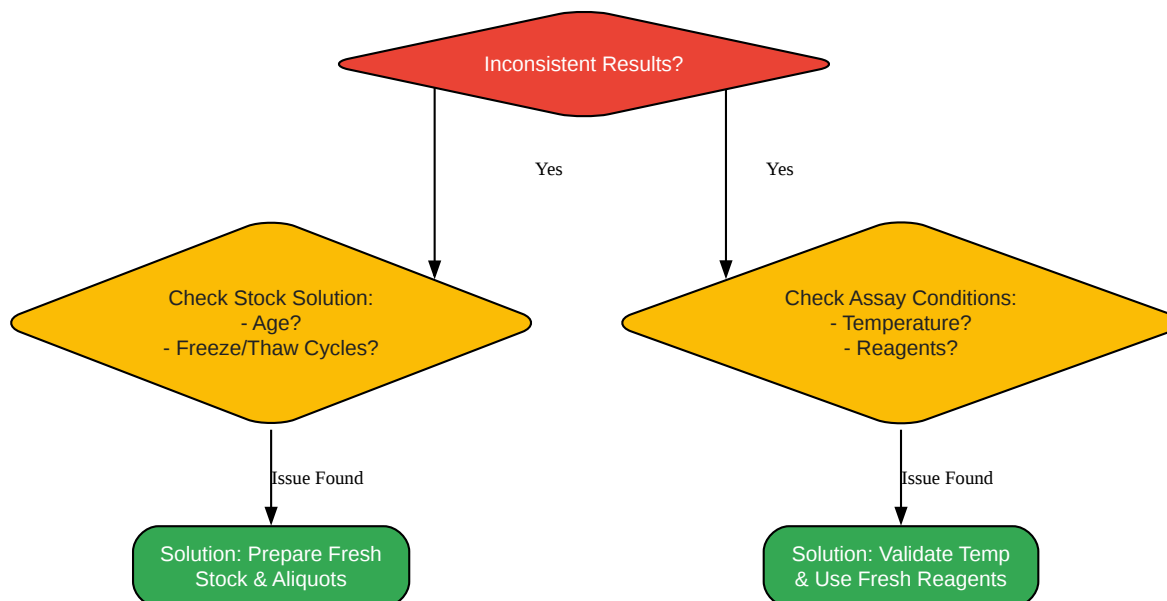 Inconsistent Results?
Yes
Yes
Check Stock Solution:
- Age?
- Freeze/Thaw Cycles?
Check Assay Conditions:
- Temperature?
- Reagents?
Issue Found
Issue Found
Solution: Prepare Fresh
Stock & Aliquots
Solution: Validate Temp
& Use Fresh Reagents